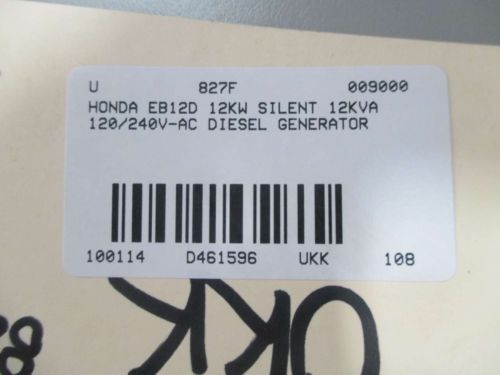 U 827F 009000
HONDA EB12D 12KW SILENT 12KVA
120/240V-AC DIESEL GENERATOR
100114 D461596 UKK 108
UKK